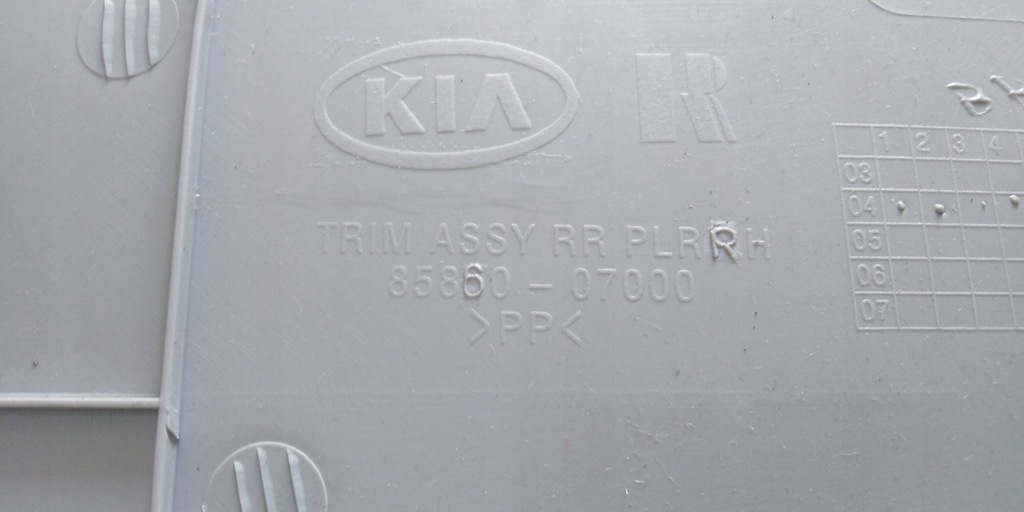 KIA
TRIM ASSY RR PLR RH
85860-07000
>PP<
1 2 3 4
03
04
05
06
07